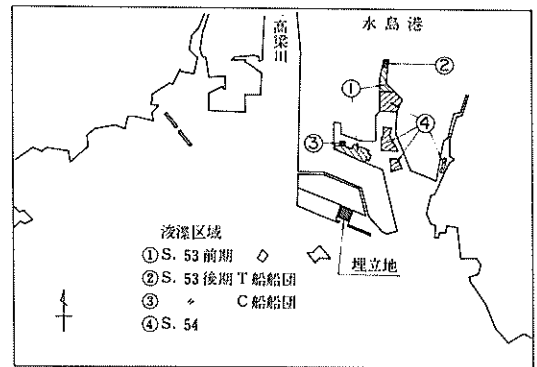 高梁川
水島港
②
①
④
③
浚渫区域
①S. 53 前期
②S. 53 後期 T 船船団
③ 〃 C 船船団
④S. 54
埋立地